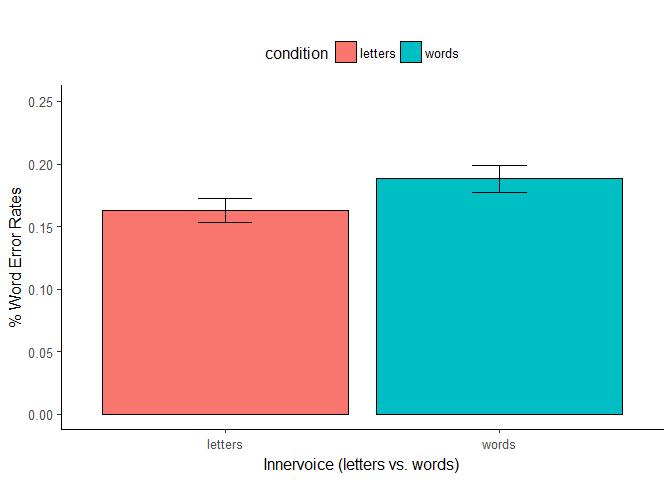 condition letters words
0.25
0.20
0.15
0.10
0.05
0.00
% Word Error Rates
letters words
Innervoice (letters vs. words)